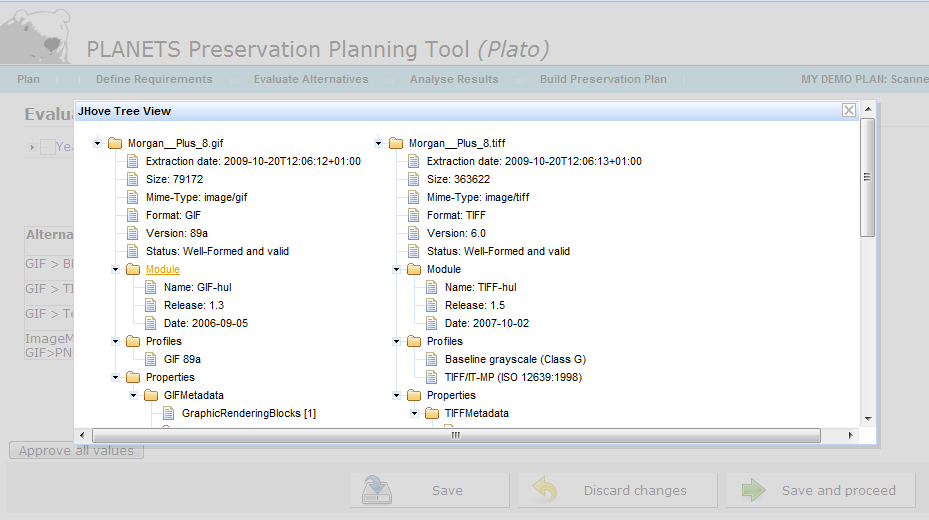 PLANETS Preservation Planning Tool (Plato)
Plan Define Requirements Evaluate Alternatives Analyse Results Build Preservation Plan MY DEMO PLAN: Scanne
Evalua
JHove Tree View
Yea
Morgan__Plus_8.gif
Extraction date: 2009-10-20T12:06:12+01:00
Size: 79172
Mime-Type: image/gif
Format: GIF
Version: 89a
Status: Well-Formed and valid
Module
Name: GIF-hul
Release: 1.3
Date: 2006-09-05
Profiles
GIF 89a
Properties
GIFMetadata
GraphicRenderingBlocks [1]
Morgan__Plus_8.tiff
Extraction date: 2009-10-20T12:06:13+01:00
Size: 363622
Mime-Type: image/tiff
Format: TIFF
Version: 6.0
Status: Well-Formed and valid
Module
Name: TIFF-hul
Release: 1.5
Date: 2007-10-02
Profiles
Baseline grayscale (Class G)
TIFF/IT-MP (ISO 12639:1998)
Properties
TIFFMetadata
Alterna
GIF > Bl
GIF > TI
GIF > Te
ImageM
GIF>PN
Approve all values
Save Discard changes Save and proceed